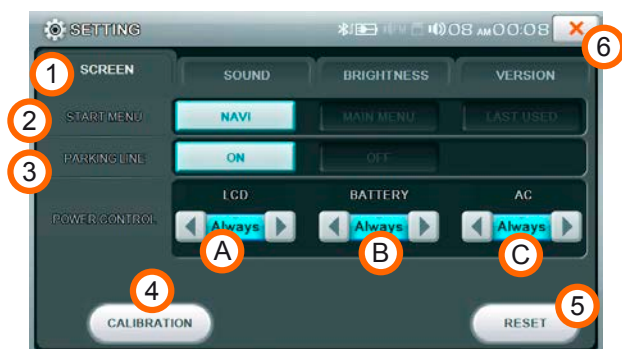 SETTING 08 AM 00:08 6
1 SCREEN SOUND BRIGHTNESS VERSION
2 START MENU NAVI MAIN MENU LAST USED
3 PARKING LINE ON OFF
LCD BATTERY AC
POWER CONTROL Always Always Always
A B C
4 5
CALIBRATION RESET